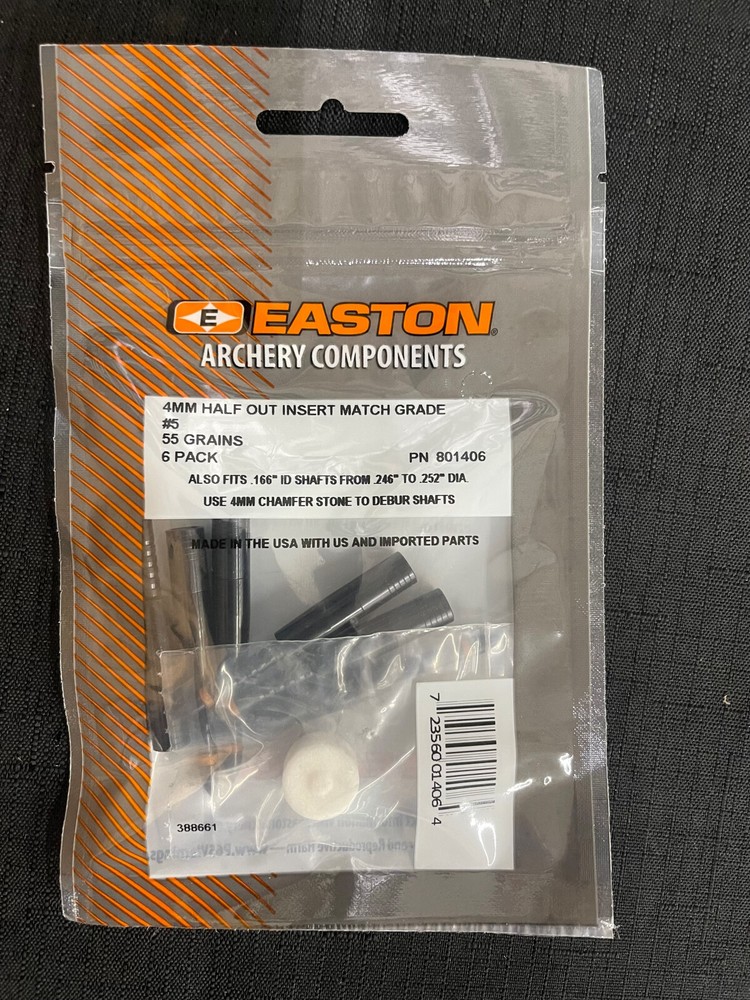 E EASTON®
ARCHERY COMPONENTS
4MM HALF OUT INSERT MATCH GRADE
#5
55 GRAINS
6 PACK PN 801406
ALSO FITS .166" ID SHAFTS FROM .246" TO .252" DIA.
USE 4MM CHAMFER STONE TO DEBUR SHAFTS
MADE IN THE USA WITH US AND IMPORTED PARTS
7 23560 01406 4
388661